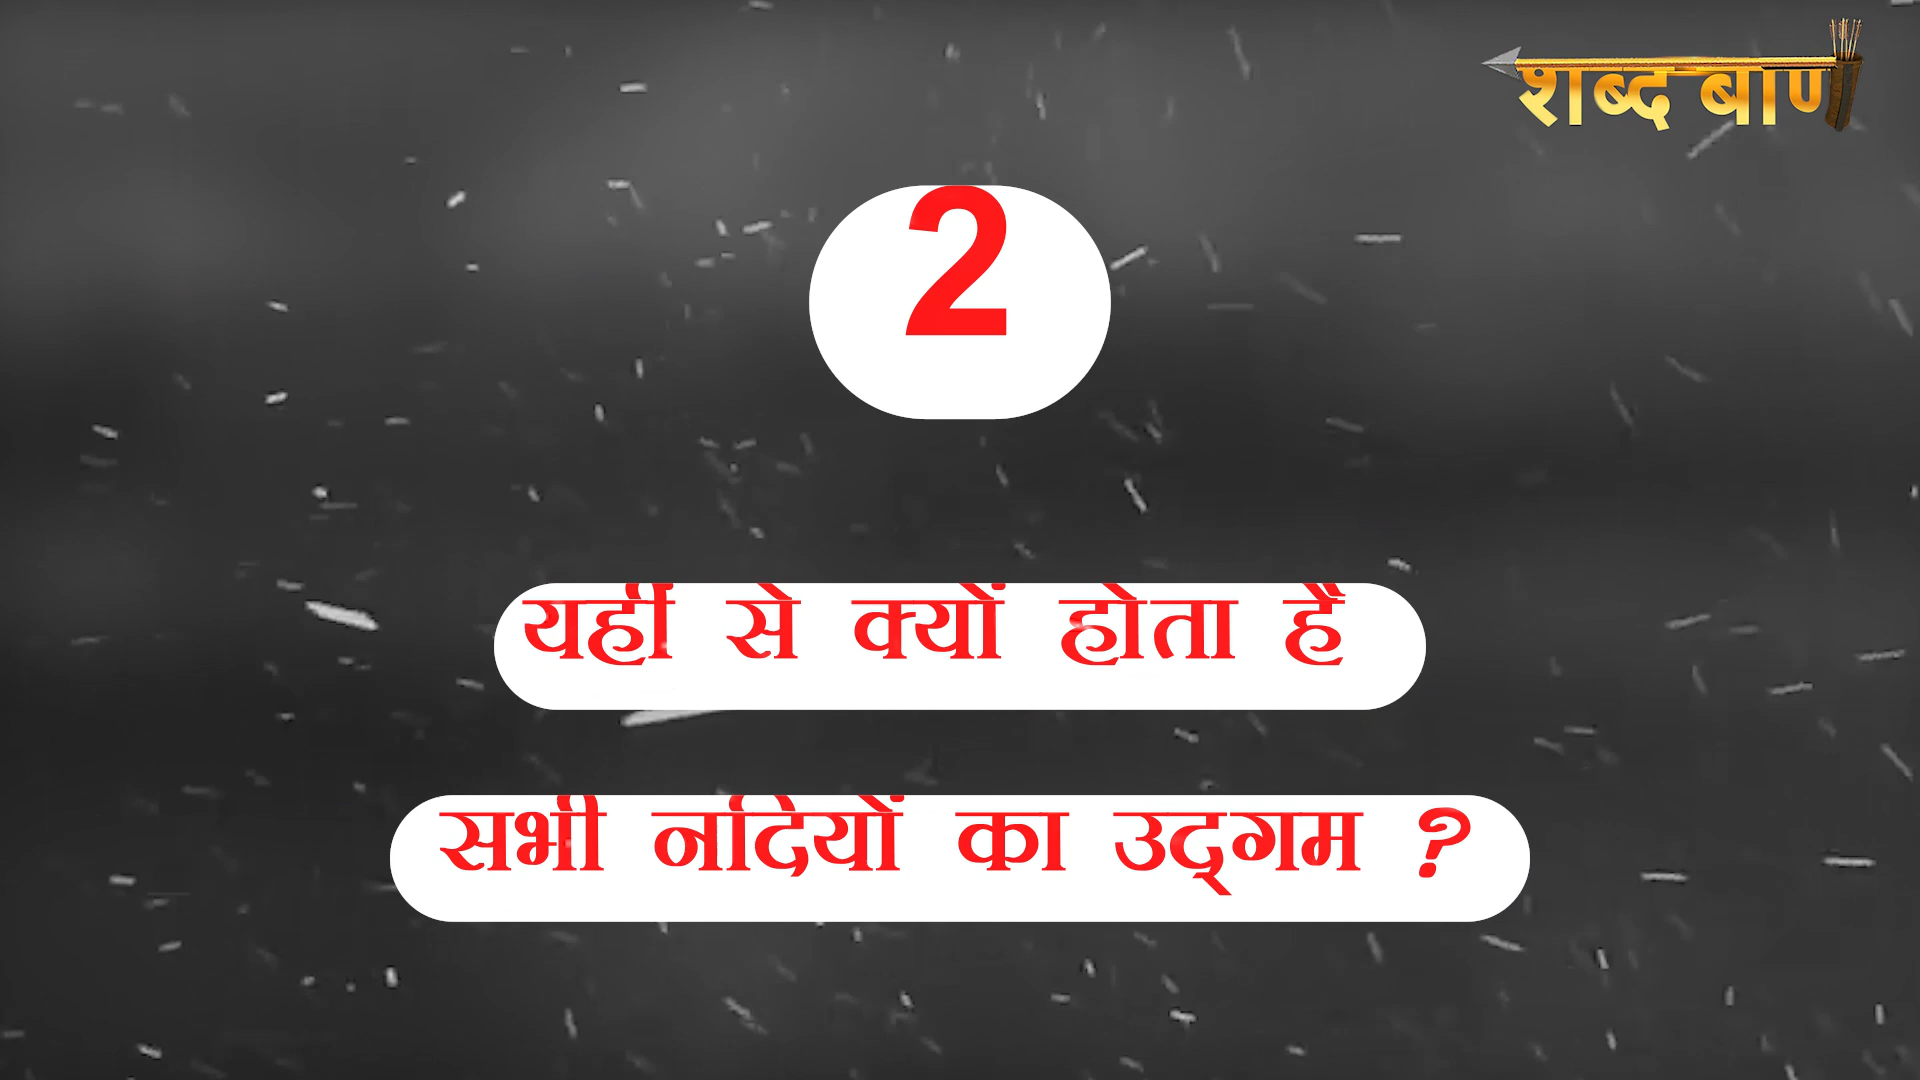 शब्द बाण
2
यहीं से क्यों होता हैं
सभी नदियों का उद्गम ?